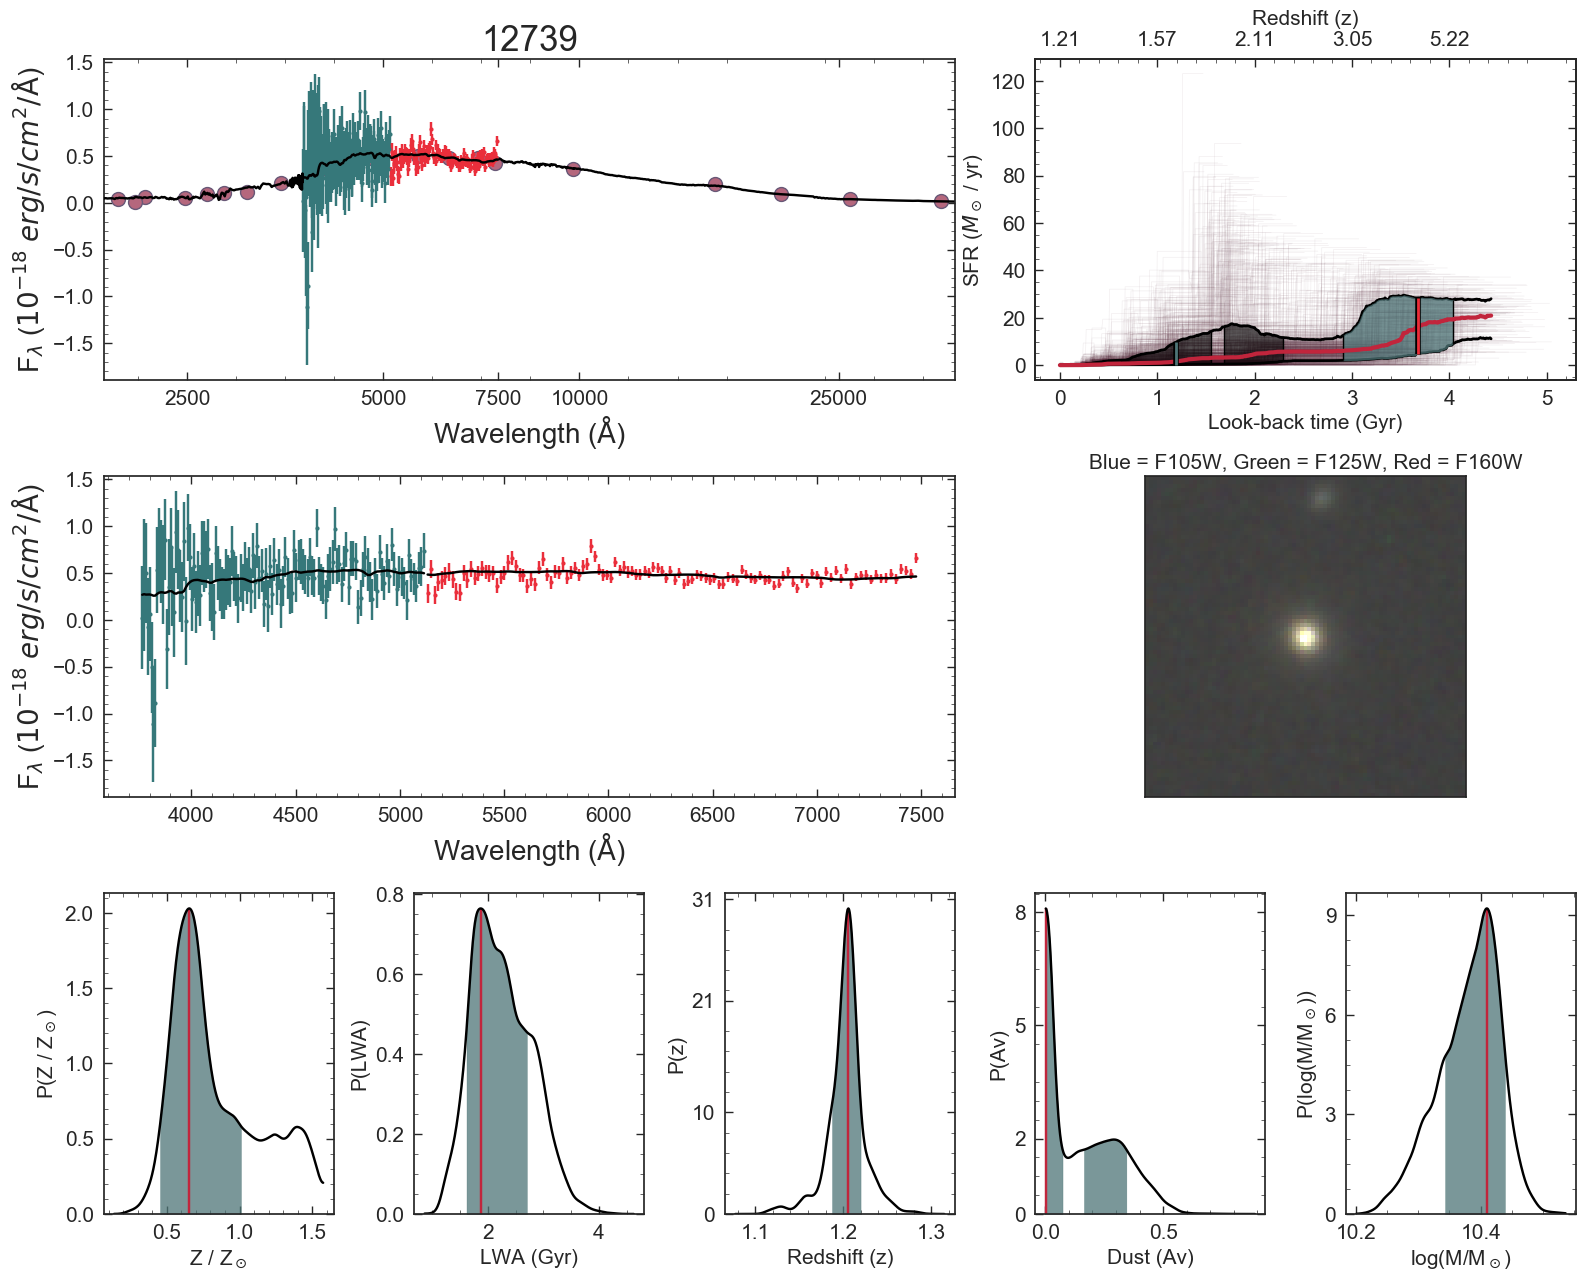 12739
F_λ (10^−18 erg/s/cm^2/Å)
1.5
1.0
0.5
0.0
−0.5
−1.0
−1.5
2500 5000 7500 10000 25000
Wavelength (Å)
Redshift (z)
1.21 1.57 2.11 3.05 5.22
SFR (M_⊙ / yr)
120
100
80
60
40
20
0
0 1 2 3 4 5
Look-back time (Gyr)
F_λ (10^−18 erg/s/cm^2/Å)
1.5
1.0
0.5
0.0
−0.5
−1.0
−1.5
4000 4500 5000 5500 6000 6500 7000 7500
Wavelength (Å)
Blue = F105W, Green = F125W, Red = F160W
P(Z / Z_⊙)
2.0
1.5
1.0
0.5
0.0
0.5 1.0 1.5
Z / Z_⊙
P(LWA)
0.8
0.6
0.4
0.2
0.0
2 4
LWA (Gyr)
P(z)
31
21
10
0
1.1 1.2 1.3
Redshift (z)
P(Av)
8
5
2
0
0.0 0.5
Dust (Av)
P(log(M/M_⊙))
9
6
3
0
10.2 10.4
log(M/M_⊙)